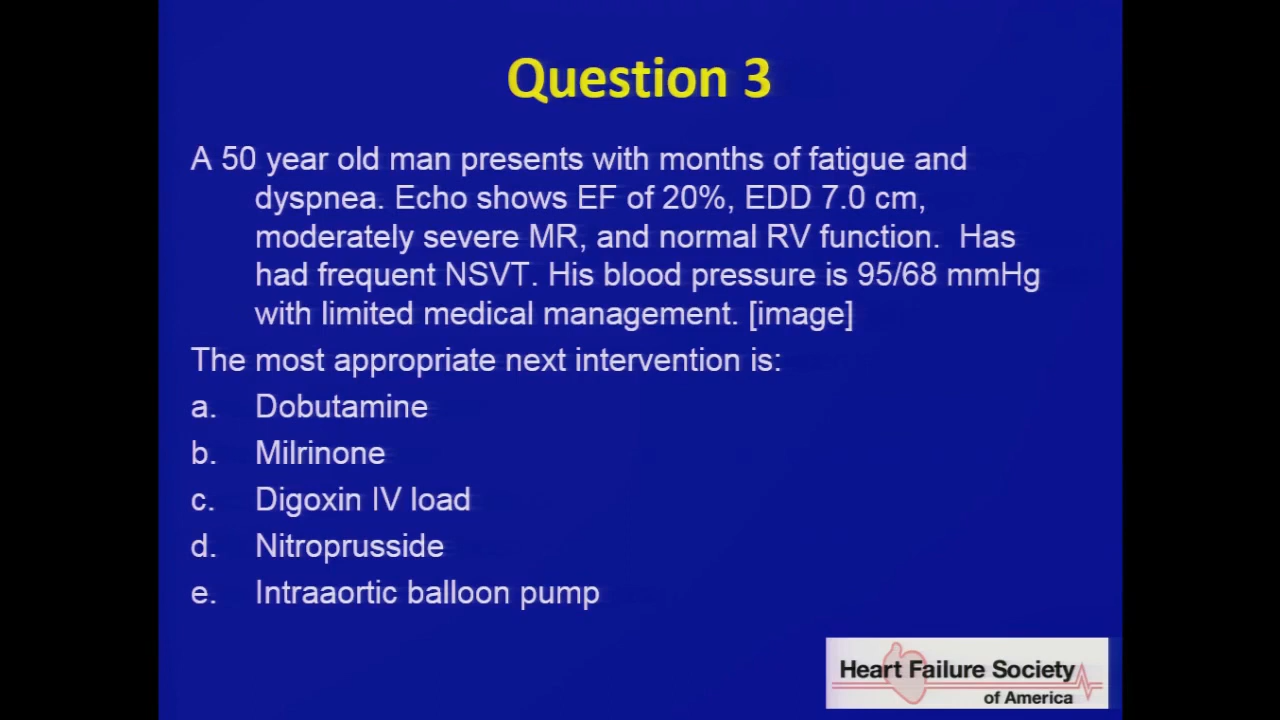 Question 3
A 50 year old man presents with months of fatigue and
dyspnea. Echo shows EF of 20%, EDD 7.0 cm,
moderately severe MR, and normal RV function. Has
had frequent NSVT. His blood pressure is 95/68 mmHg
with limited medical management. [image]
The most appropriate next intervention is:
a. Dobutamine
b. Milrinone
c. Digoxin IV load
d. Nitroprusside
e. Intraaortic balloon pump
Heart Failure Society
of America